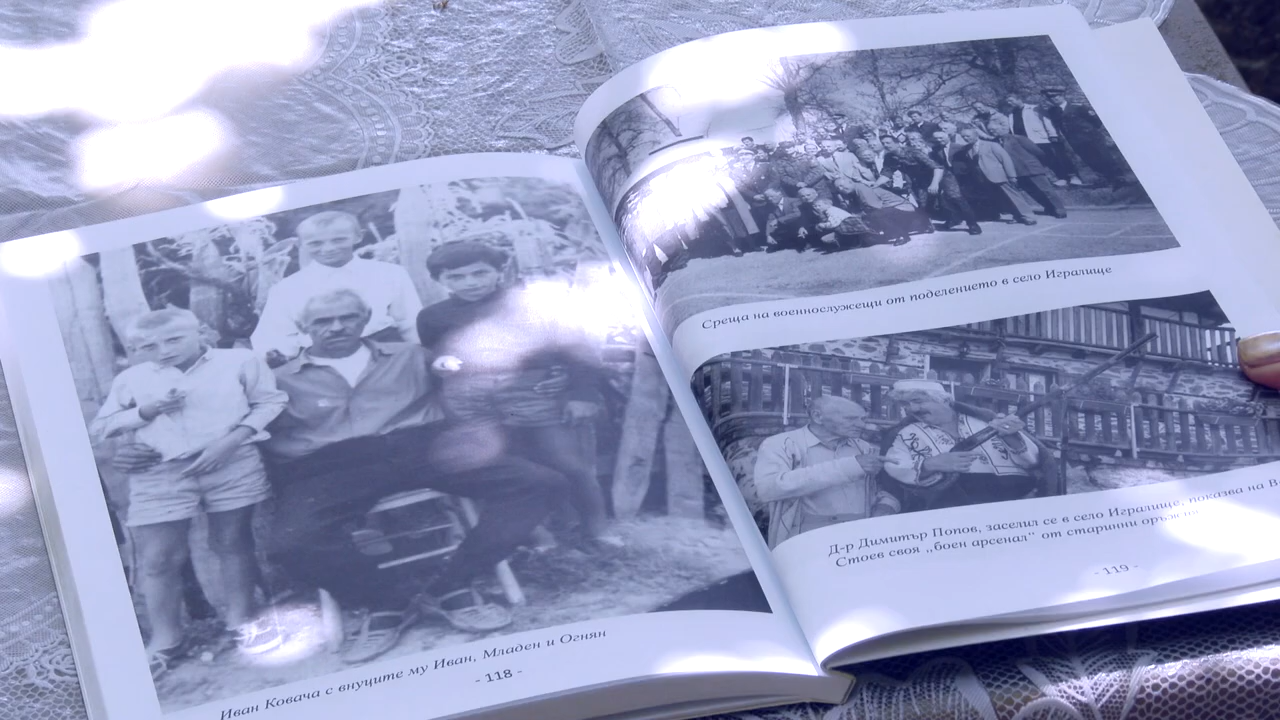 Иван Ковача с внуците му Иван, Младен и Огнян
- 118 -
Среща на военнослужещи от поделението в село Игралище
Д-р Димитър Попов, заселил се в село Игралище, показва на
Стоев своя „боен арсенал“ от старинни оръжия
- 119 -